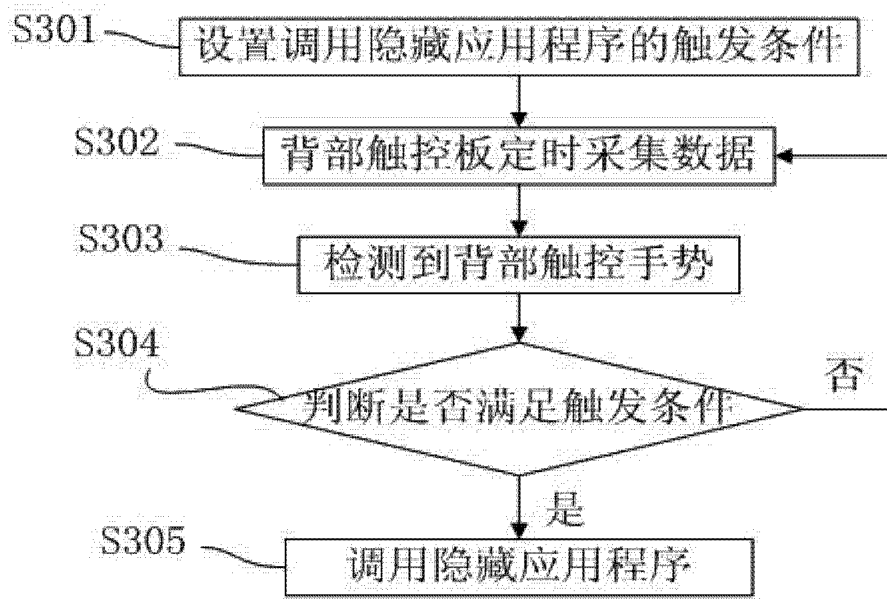 S301
设置调用隐藏应用程序的触发条件
S302
背部触控板定时采集数据
S303
检测到背部触控手势
S304
判断是否满足触发条件
否
是
S305
调用隐藏应用程序